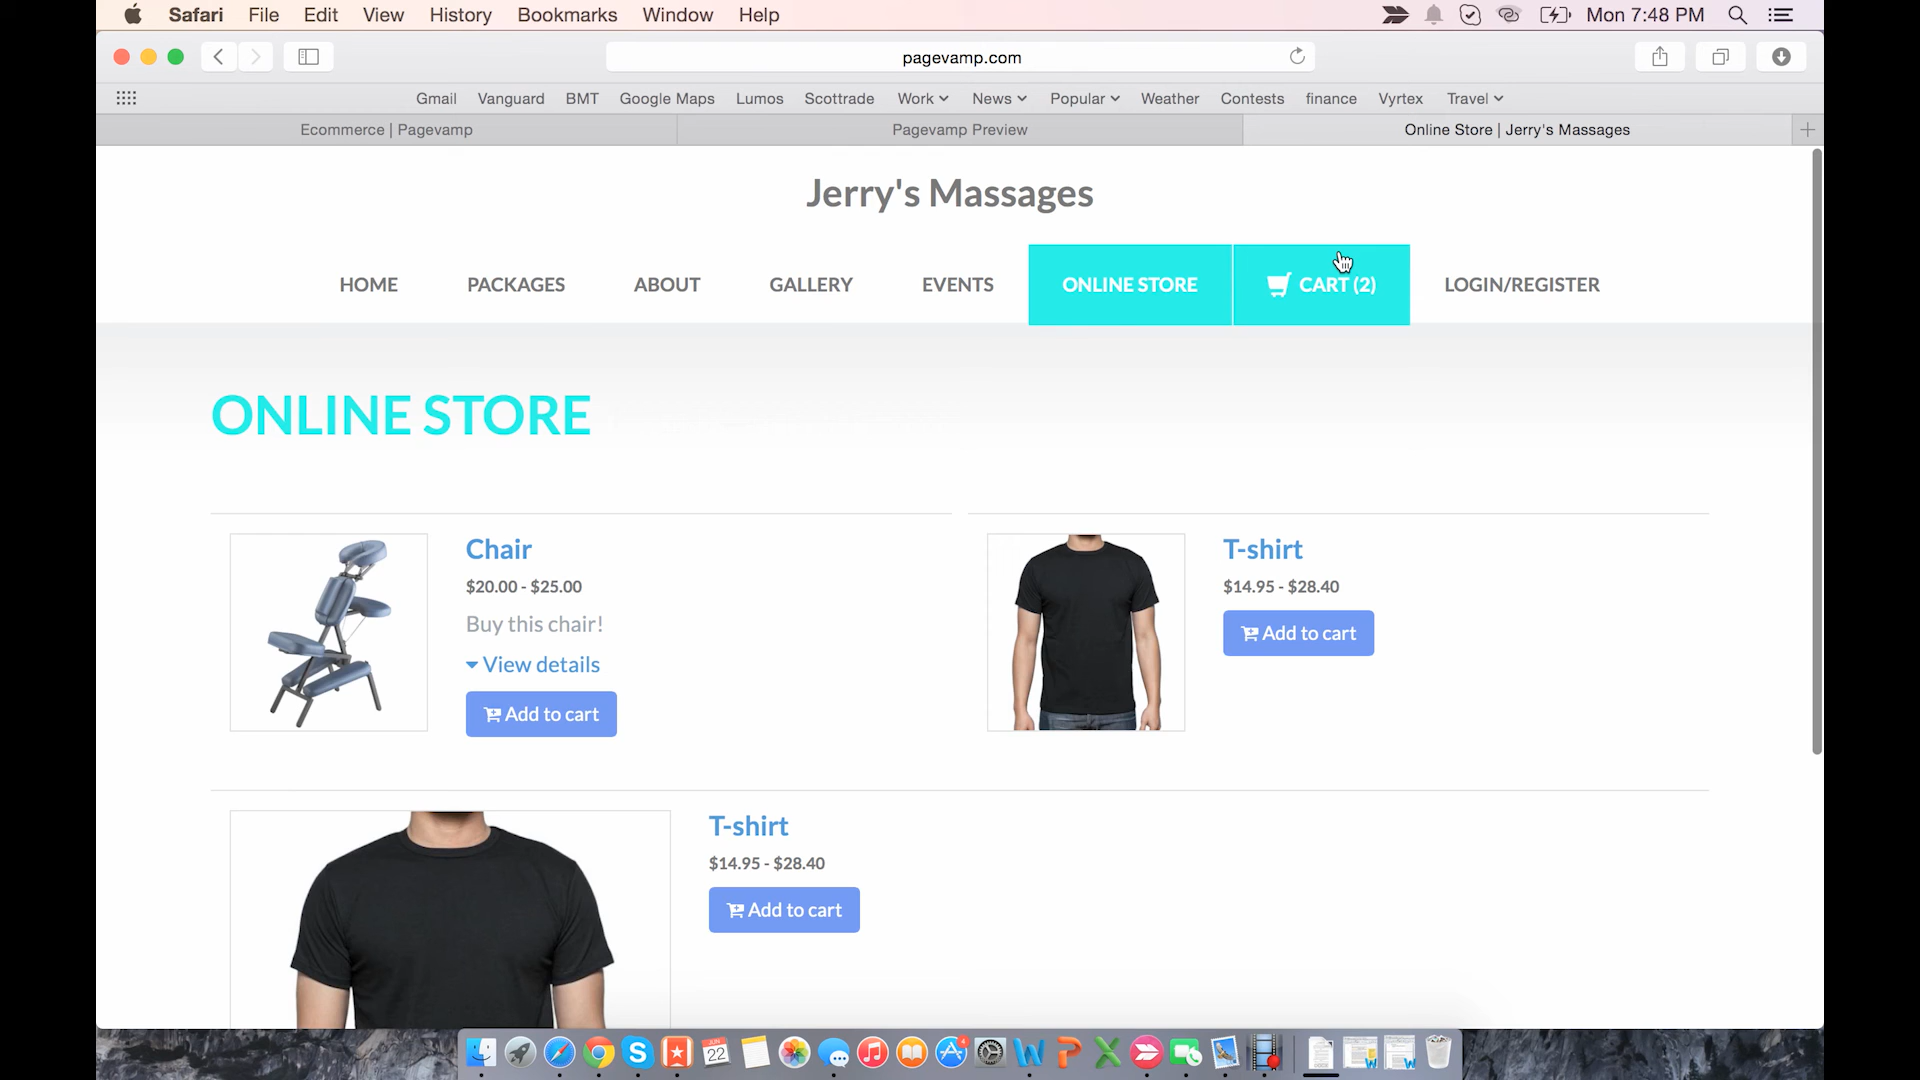 Safari File Edit View History Bookmarks Window Help Mon 7:48 PM
pagevamp.com
Gmail Vanguard BMT Google Maps Lumos Scottrade Work News Popular Weather Contests finance Vyrtex Travel
Ecommerce | Pagevamp Pagevamp Preview Online Store | Jerry's Massages
Jerry's Massages
HOME PACKAGES ABOUT GALLERY EVENTS ONLINE STORE CART (2) LOGIN/REGISTER
ONLINE STORE
Chair
$20.00 - $25.00
Buy this chair!
View details
Add to cart
T-shirt
$14.95 - $28.40
Add to cart
T-shirt
$14.95 - $28.40
Add to cart
JUN
22
4